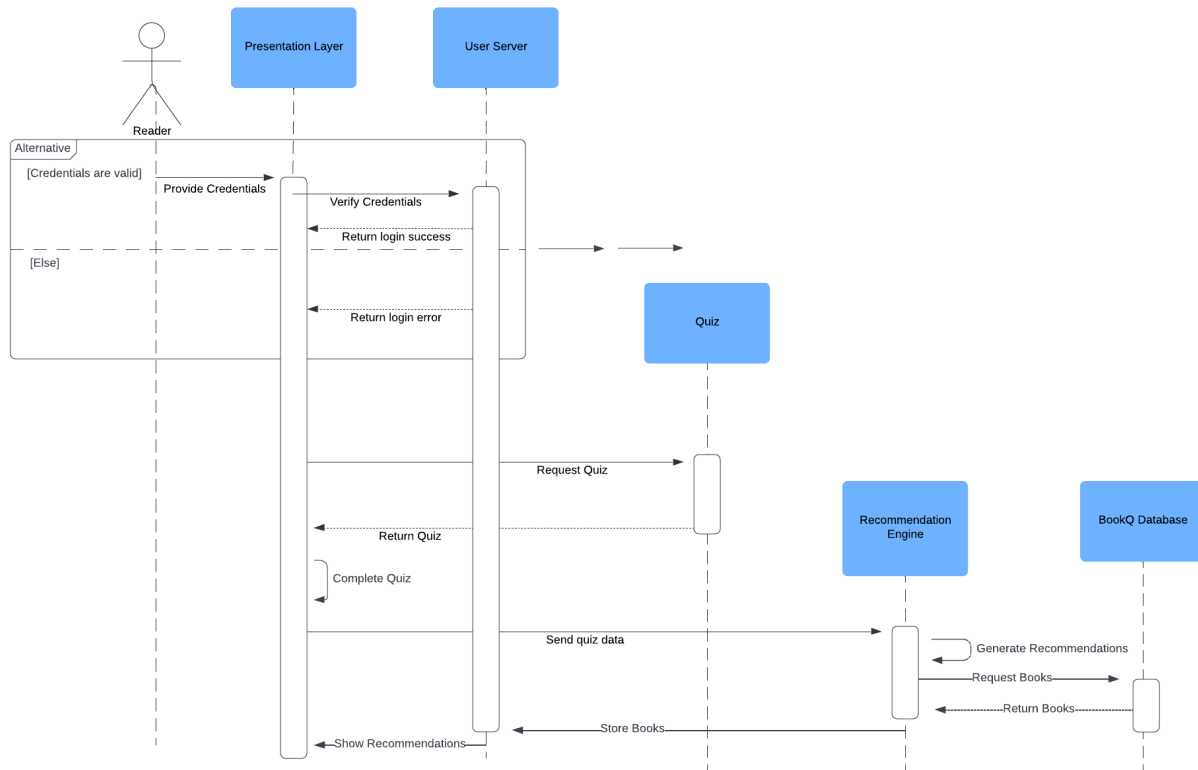 Presentation Layer
User Server
Reader
Alternative
[Credentials are valid]
Provide Credentials
Verify Credentials
Return login success
[Else]
Return login error
Quiz
Request Quiz
Recommendation
Engine
BookQ Database
Return Quiz
Complete Quiz
Send quiz data
Generate Recommendations
Request Books
Return Books
Store Books
Show Recommendations